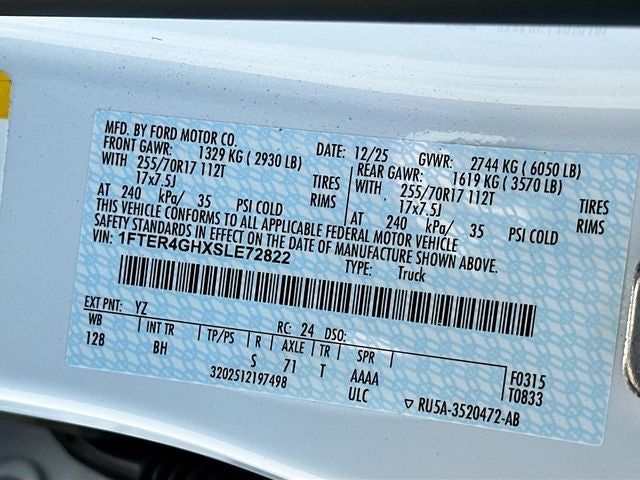 MFD. BY FORD MOTOR CO.
DATE: 12/25 GVWR: 2744 KG ( 6050 LB)
FRONT GAWR: 1329 KG ( 2930 LB) REAR GAWR: 1619 KG ( 3570 LB)
WITH 255/70R17 112T TIRES WITH 255/70R17 112T TIRES
17x7.5J RIMS 17x7.5J RIMS
AT 240 kPa/ 35 PSI COLD AT 240 kPa/ 35 PSI COLD
THIS VEHICLE CONFORMS TO ALL APPLICABLE FEDERAL MOTOR VEHICLE
SAFETY STANDARDS IN EFFECT ON THE DATE OF MANUFACTURE SHOWN ABOVE.
VIN: 1FTER4GHXSLE72822
TYPE: Truck
EXT PNT: YZ RC: 24 DSO:
WB INT TR TP/PS R AXLE TR SPR
128 BH S 71 T AAAA
ULC
3202512197498
F0315
T0833
▽ RU5A-3520472-AB